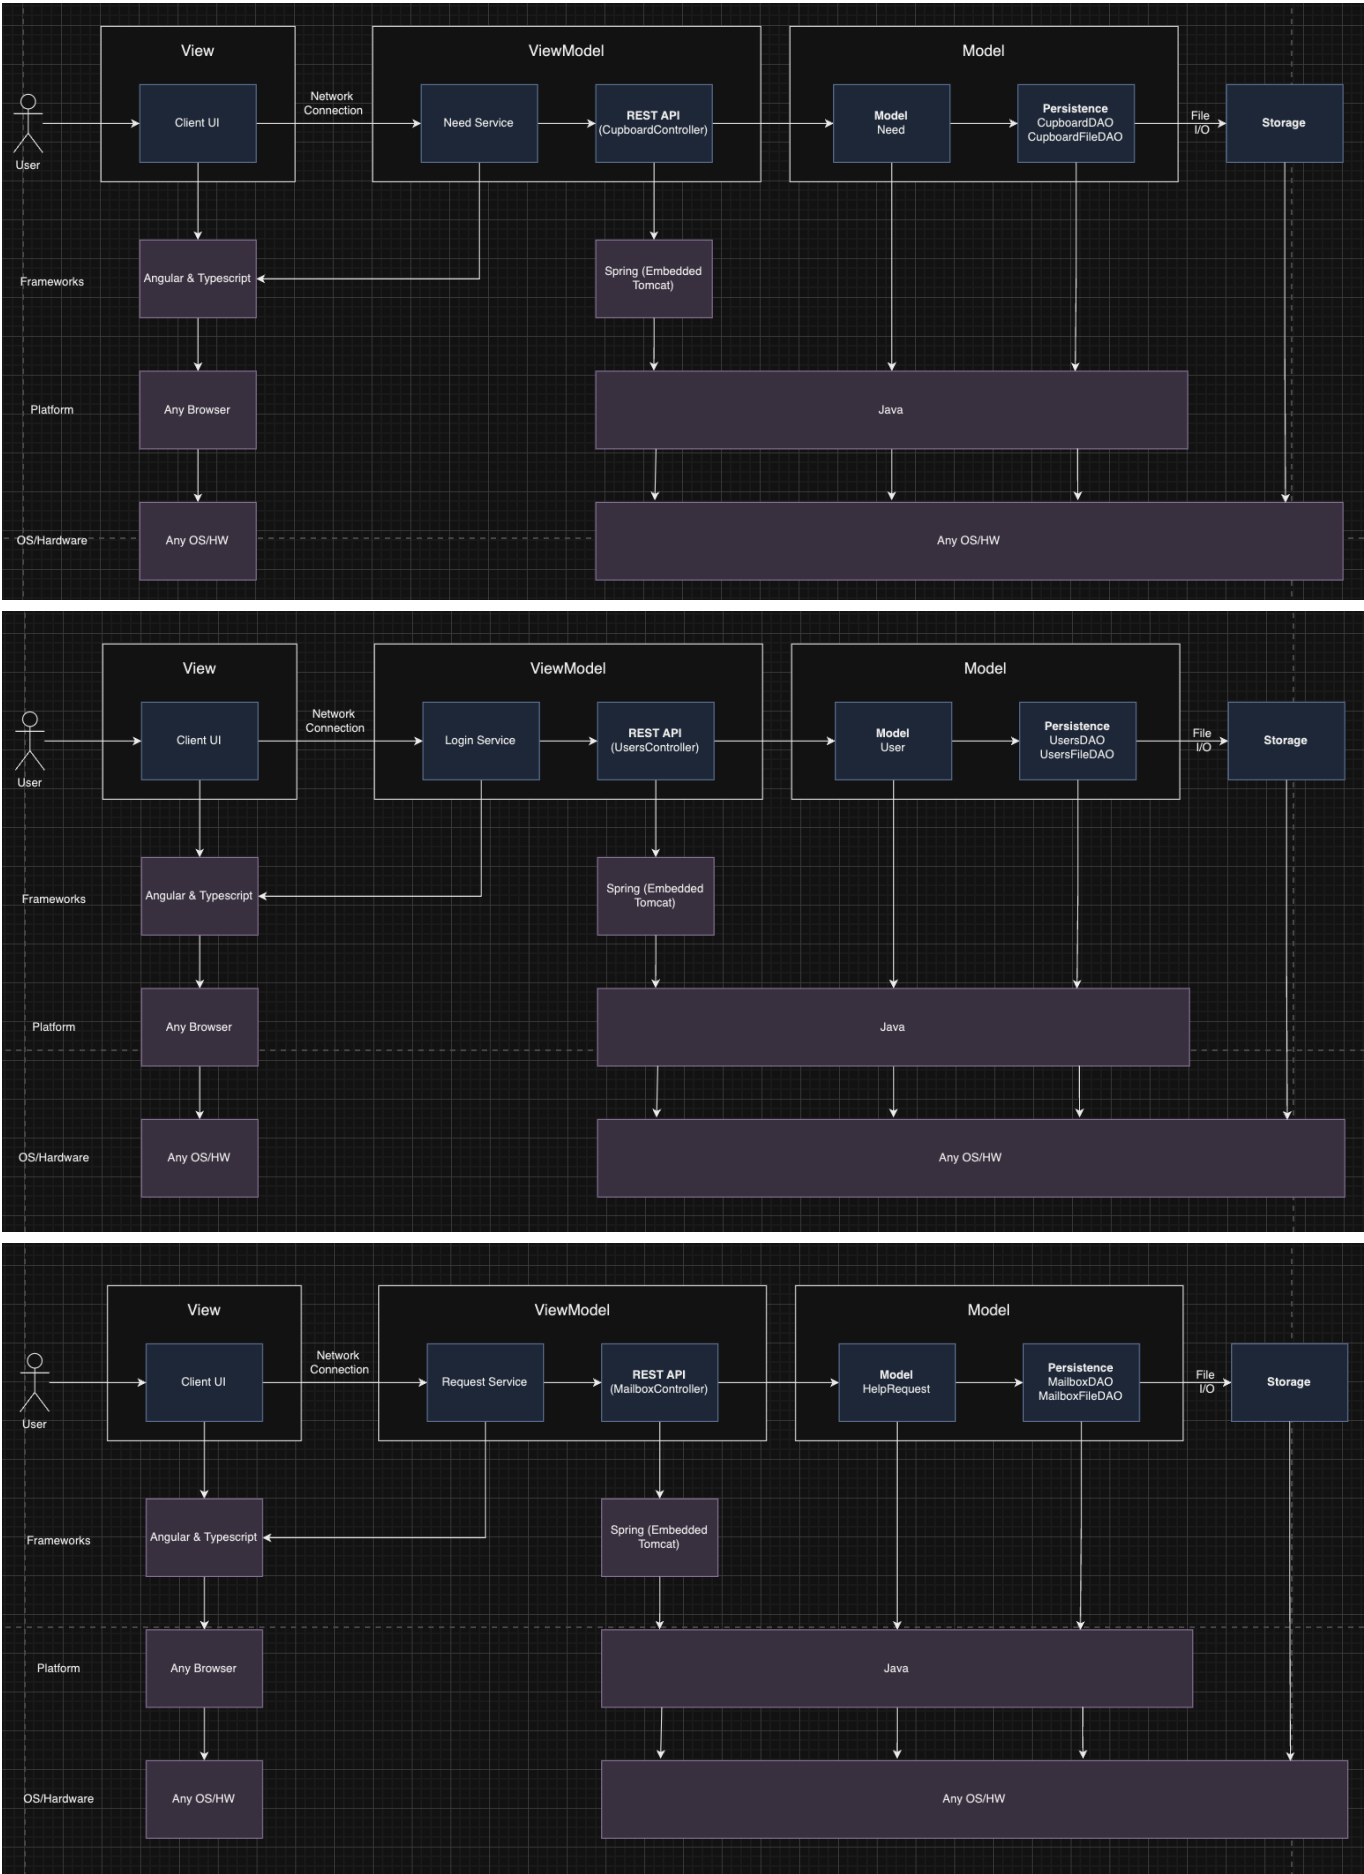 View
ViewModel
Model
Client UI
Network
Connection
Need Service
REST API
(CupboardController)
Model
Need
Persistence
CupboardDAO
CupboardFileDAO
File
I/O
Storage
User
Frameworks
Angular & Typescript
Spring (Embedded
Tomcat)
Platform
Any Browser
Java
OS/Hardware
Any OS/HW
Any OS/HW
View
ViewModel
Model
Client UI
Network
Connection
Login Service
REST API
(UsersController)
Model
User
Persistence
UsersDAO
UsersFileDAO
File
I/O
Storage
User
Frameworks
Angular & Typescript
Spring (Embedded
Tomcat)
Platform
Any Browser
Java
OS/Hardware
Any OS/HW
Any OS/HW
View
ViewModel
Model
Client UI
Network
Connection
Request Service
REST API
(MailboxController)
Model
HelpRequest
Persistence
MailboxDAO
MailboxFileDAO
File
I/O
Storage
User
Frameworks
Angular & Typescript
Spring (Embedded
Tomcat)
Platform
Any Browser
Java
OS/Hardware
Any OS/HW
Any OS/HW